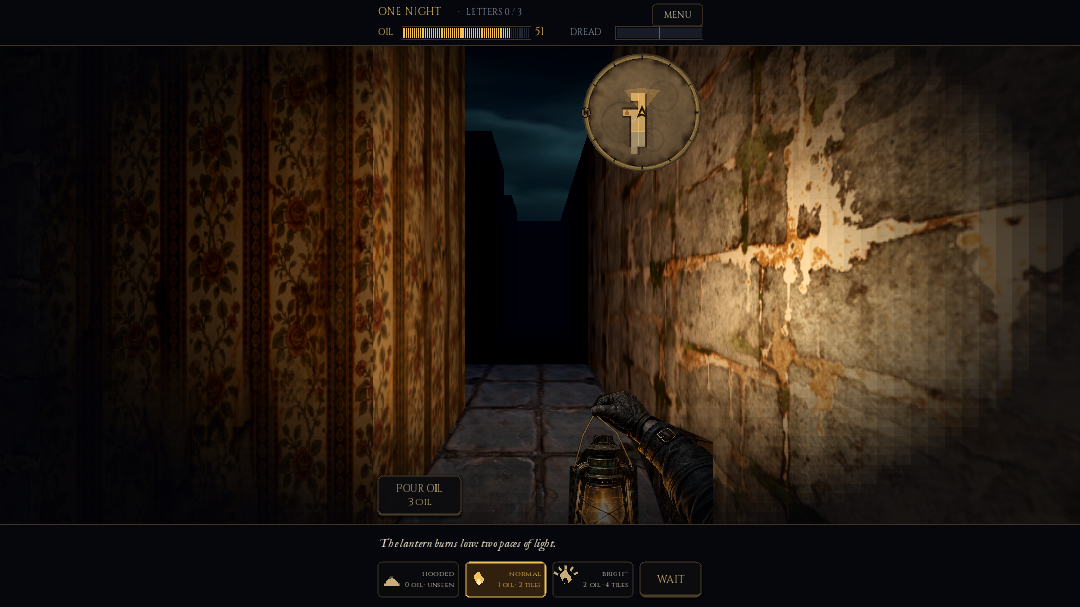 ONE NIGHT · LETTERS 0 / 3
MENU
OIL 51 DREAD
POUR OIL
3 OIL
The lantern burns low: two paces of light.
HOODED
0 OIL · UNSEEN
NORMAL
1 OIL · 2 TILES
BRIGHT
2 OIL · 4 TILES
WAIT